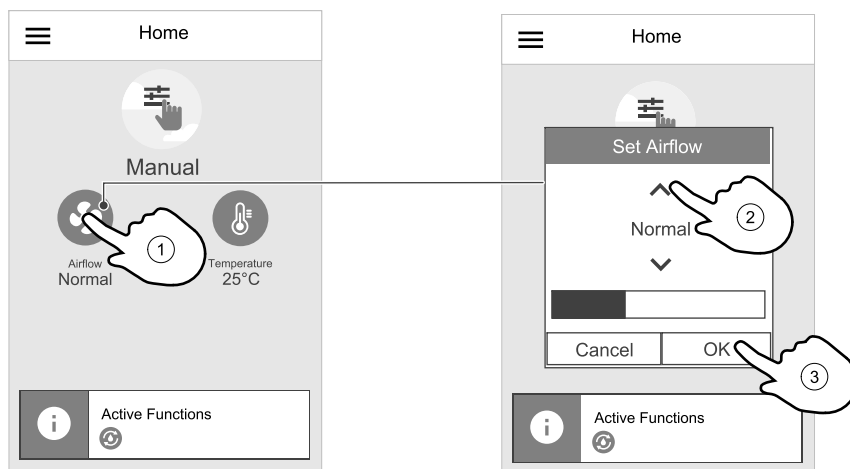 Home
Manual
1
Airflow
Normal
Temperature
25°C
i
Active Functions
Home
Set Airflow
2
Normal
Cancel
OK
3
i
Active Functions